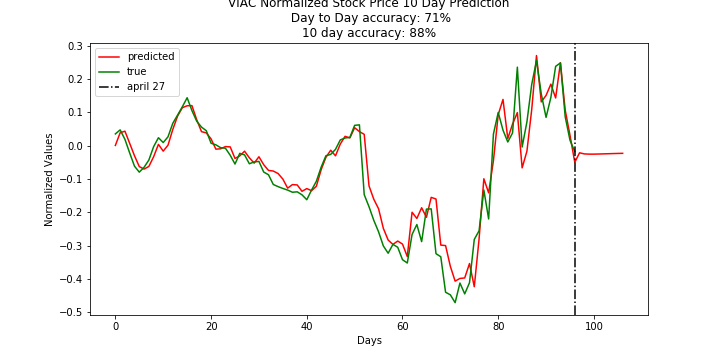 VIAC Normalized Stock Price 10 Day Prediction
Day to Day accuracy: 71%
10 day accuracy: 88%
predicted
true
april 27
Normalized Values
0.3
0.2
0.1
0.0
−0.1
−0.2
−0.3
−0.4
−0.5
0
20
40
60
80
100
Days